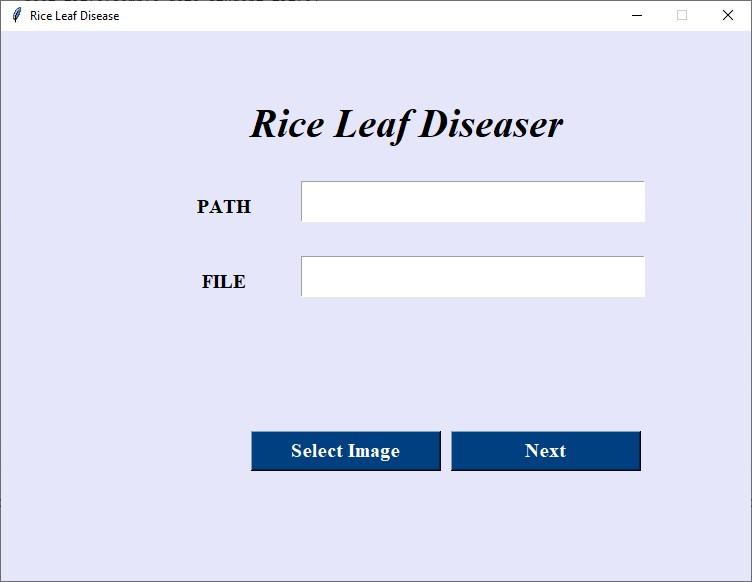 Rice Leaf Disease
Rice Leaf Diseaser
PATH
FILE
Select Image Next